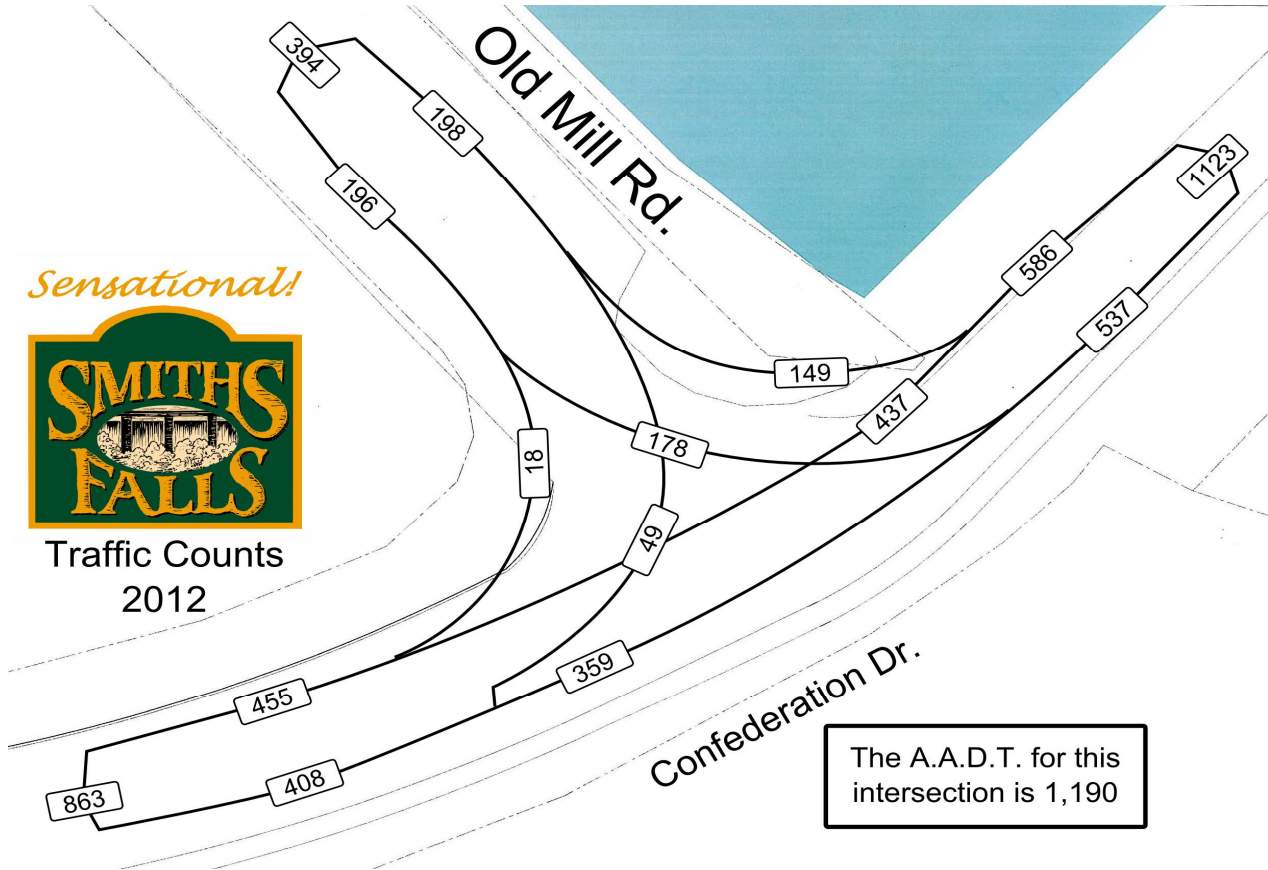 Old Mill Rd.
394
198
196
1123
586
537
149
437
178
18
49
359
455
408
863
Sensational!
SMITHS
FALLS
Traffic Counts
2012
Confederation Dr.
The A.A.D.T. for this
intersection is 1,190